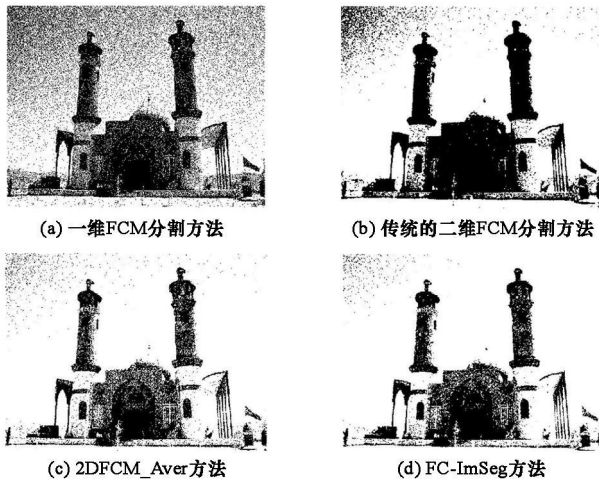 (a) 一维FCM分割方法
(b) 传统的二维FCM分割方法
(c) 2DFCM_Aver方法
(d) FC-ImSeg方法